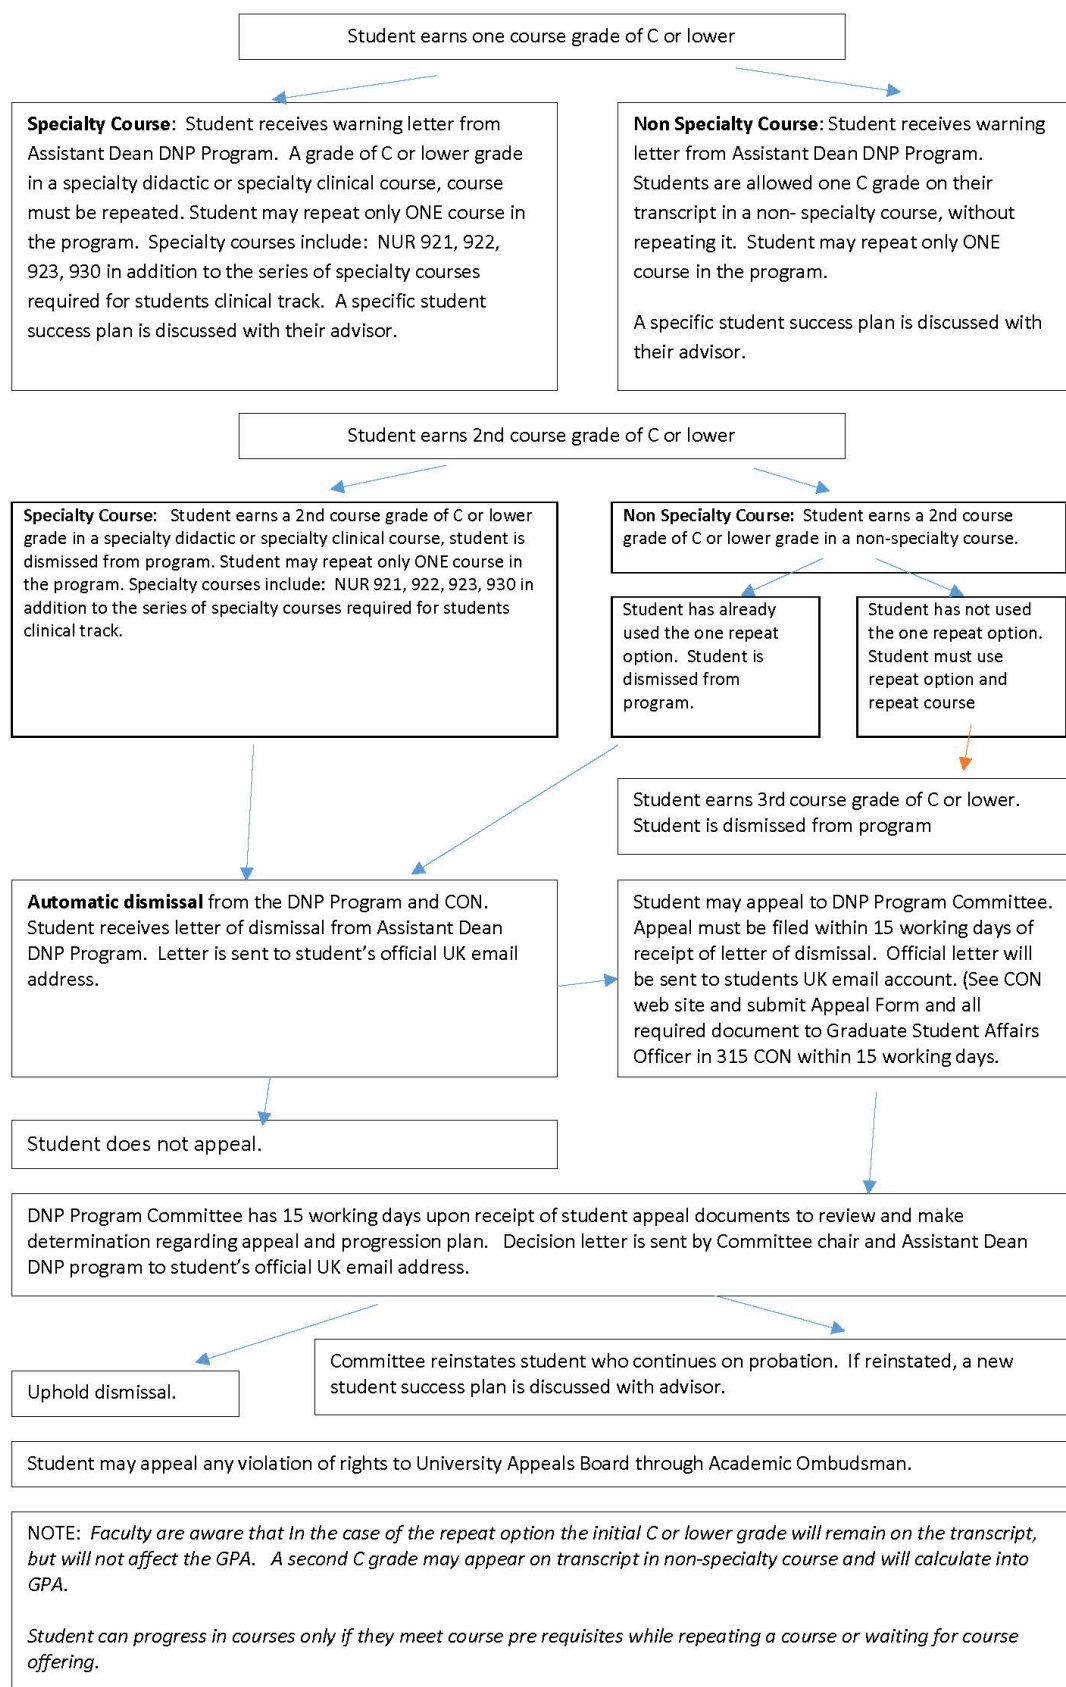 Student earns one course grade of C or lower
Specialty Course:  Student receives warning letter from
Assistant Dean DNP Program.  A grade of C or lower grade
in a specialty didactic or specialty clinical course, course
must be repeated. Student may repeat only ONE course in
the program.  Specialty courses include:  NUR 921, 922,
923, 930 in addition to the series of specialty courses
required for students clinical track.  A specific student
success plan is discussed with their advisor.
Non Specialty Course: Student receives warning
letter from Assistant Dean DNP Program.
Students are allowed one C grade on their
transcript in a non- specialty course, without
repeating it.  Student may repeat only ONE
course in the program.
A specific student success plan is discussed with
their advisor.
Student earns 2nd course grade of C or lower
Specialty Course:  Student earns a 2nd course grade of C or lower
grade in a specialty didactic or specialty clinical course, student is
dismissed from program. Student may repeat only ONE course in
the program. Specialty courses include:  NUR 921, 922, 923, 930 in
addition to the series of specialty courses required for students
clinical track.
Non Specialty Course:  Student earns a 2nd course
grade of C or lower grade in a non-specialty course.
Student has already
used the one repeat
option.  Student is
dismissed from
program.
Student has not used
the one repeat option.
Student must use
repeat option and
repeat course
Student earns 3rd course grade of C or lower.
Student is dismissed from program
Automatic dismissal from the DNP Program and CON.
Student receives letter of dismissal from Assistant Dean
DNP Program.  Letter is sent to student’s official UK email
address.
Student may appeal to DNP Program Committee.
Appeal must be filed within 15 working days of
receipt of letter of dismissal.  Official letter will
be sent to students UK email account. (See CON
web site and submit Appeal Form and all
required document to Graduate Student Affairs
Officer in 315 CON within 15 working days.
Student does not appeal.
DNP Program Committee has 15 working days upon receipt of student appeal documents to review and make
determination regarding appeal and progression plan.   Decision letter is sent by Committee chair and Assistant Dean
DNP program to student’s official UK email address.
Uphold dismissal.
Committee reinstates student who continues on probation.  If reinstated, a new
student success plan is discussed with advisor.
Student may appeal any violation of rights to University Appeals Board through Academic Ombudsman.
NOTE:  Faculty are aware that In the case of the repeat option the initial C or lower grade will remain on the transcript,
but will not affect the GPA.   A second C grade may appear on transcript in non-specialty course and will calculate into
GPA.
Student can progress in courses only if they meet course pre requisites while repeating a course or waiting for course
offering.